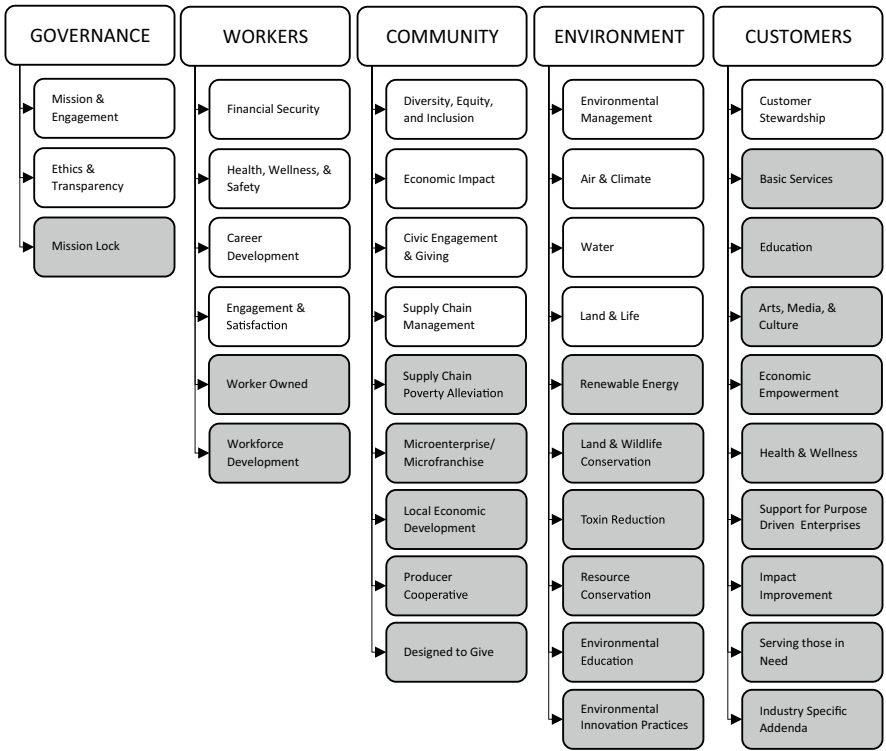 GOVERNANCE
Mission &
Engagement
Ethics &
Transparency
Mission Lock
WORKERS
Financial Security
Health, Wellness, &
Safety
Career
Development
Engagement &
Satisfaction
Worker Owned
Workforce
Development
COMMUNITY
Diversity, Equity,
and Inclusion
Economic Impact
Civic Engagement
& Giving
Supply Chain
Management
Supply Chain
Poverty Alleviation
Microenterprise/
Microfranchise
Local Economic
Development
Producer
Cooperative
Designed to Give
ENVIRONMENT
Environmental
Management
Air & Climate
Water
Land & Life
Renewable Energy
Land & Wildlife
Conservation
Toxin Reduction
Resource
Conservation
Environmental
Education
Environmental
Innovation Practices
CUSTOMERS
Customer
Stewardship
Basic Services
Education
Arts, Media, &
Culture
Economic
Empowerment
Health & Wellness
Support for Purpose
Driven Enterprises
Impact
Improvement
Serving those in
Need
Industry Specific
Addenda